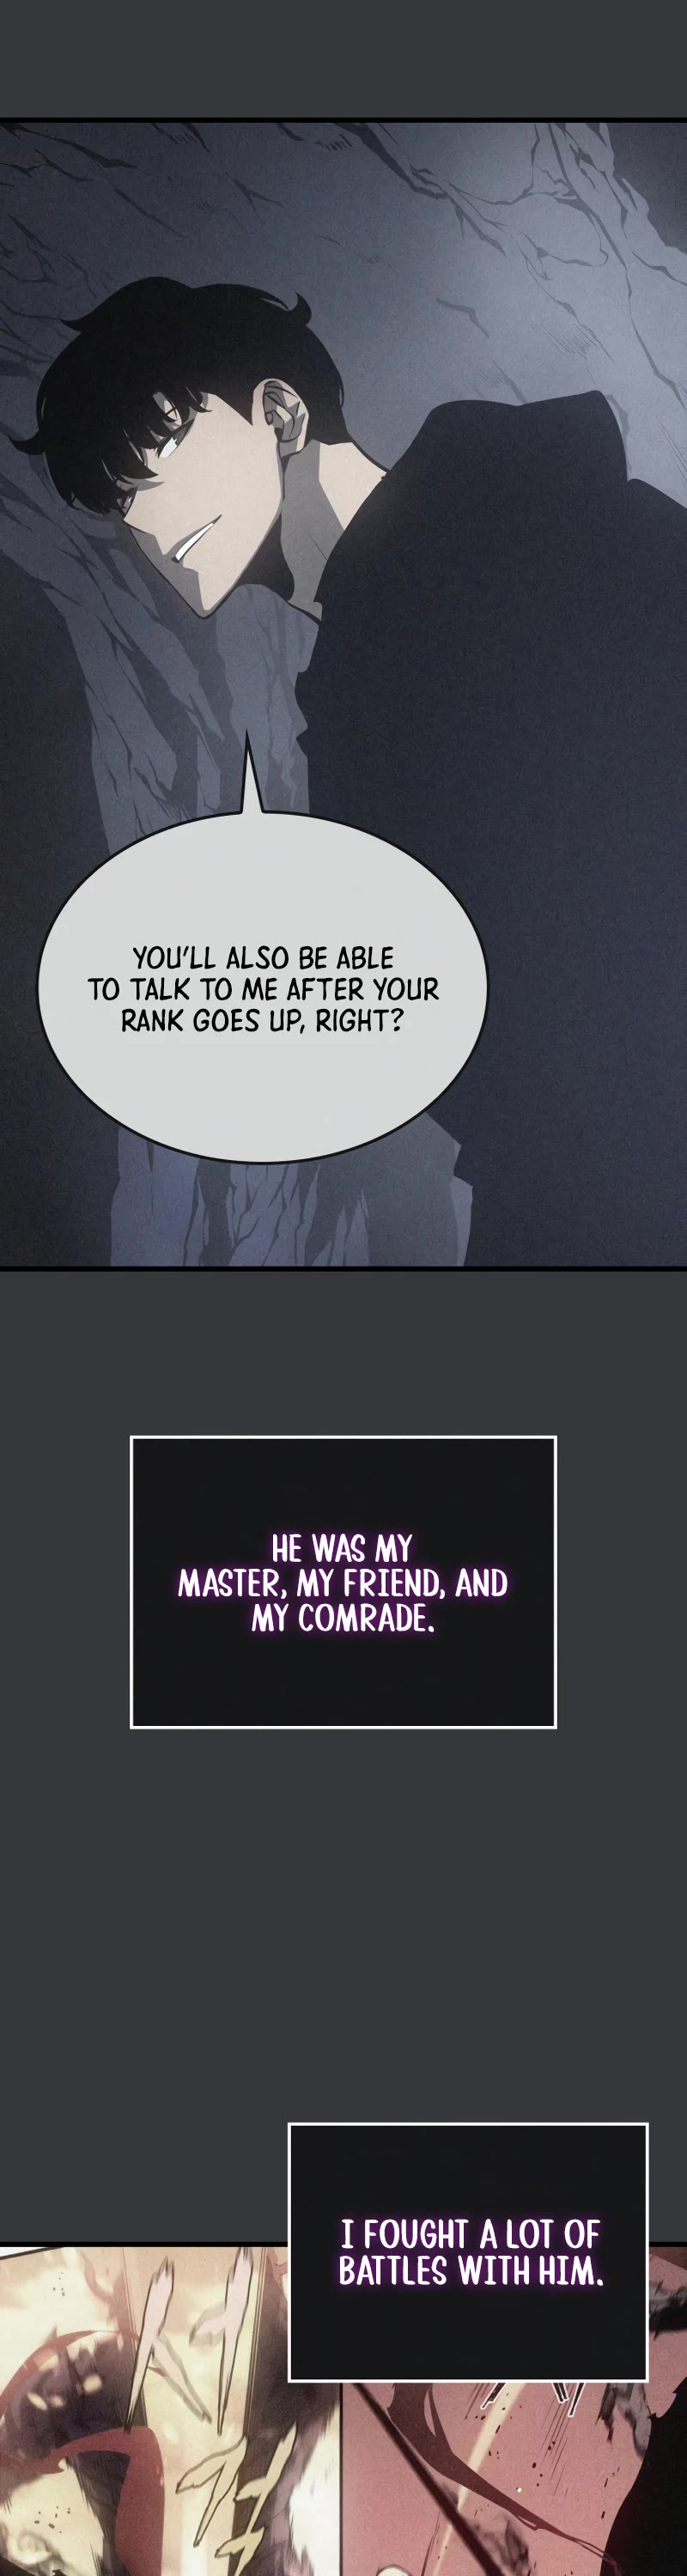 YOU'LL ALSO BE ABLE
TO TALK TO ME AFTER YOUR
RANK GOES UP, RIGHT?
HE WAS MY
MASTER, MY FRIEND, AND
MY COMRADE.
I FOUGHT A LOT OF
BATTLES WITH HIM.